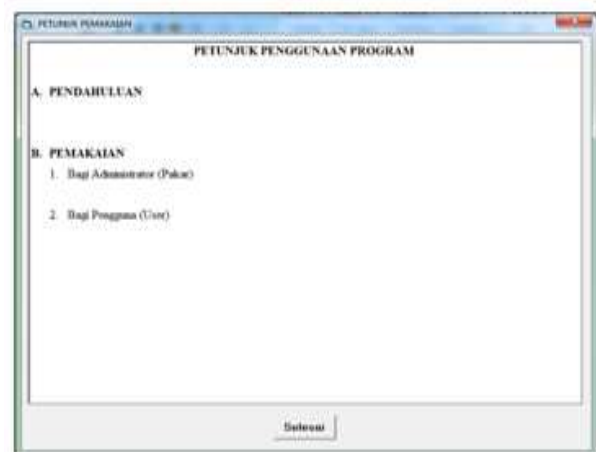 PETUNJUK PEMAKAIAN
PETUNJUK PENGGUNAAN PROGRAM
A. PENDAHULUAN
B. PEMAKAIAN
1. Bagi Administrator (Pakar)
2. Bagi Pengguna (User)
Selesai